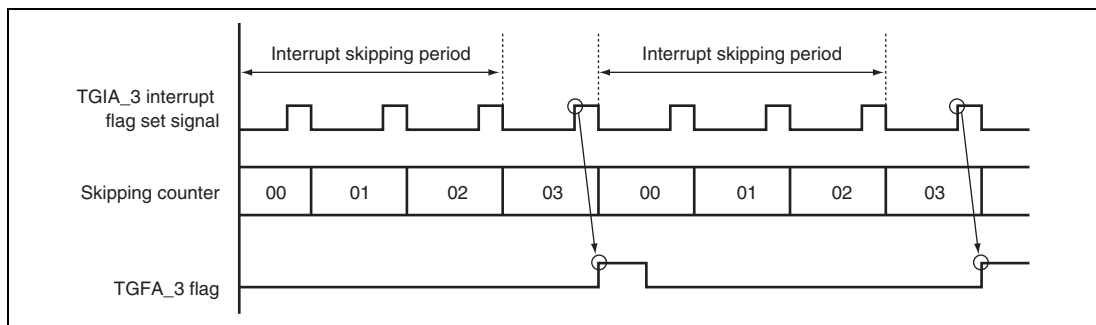 Interrupt skipping period Interrupt skipping period
TGIA_3 interrupt
flag set signal
Skipping counter 00 01 02 03 00 01 02 03
TGFA_3 flag